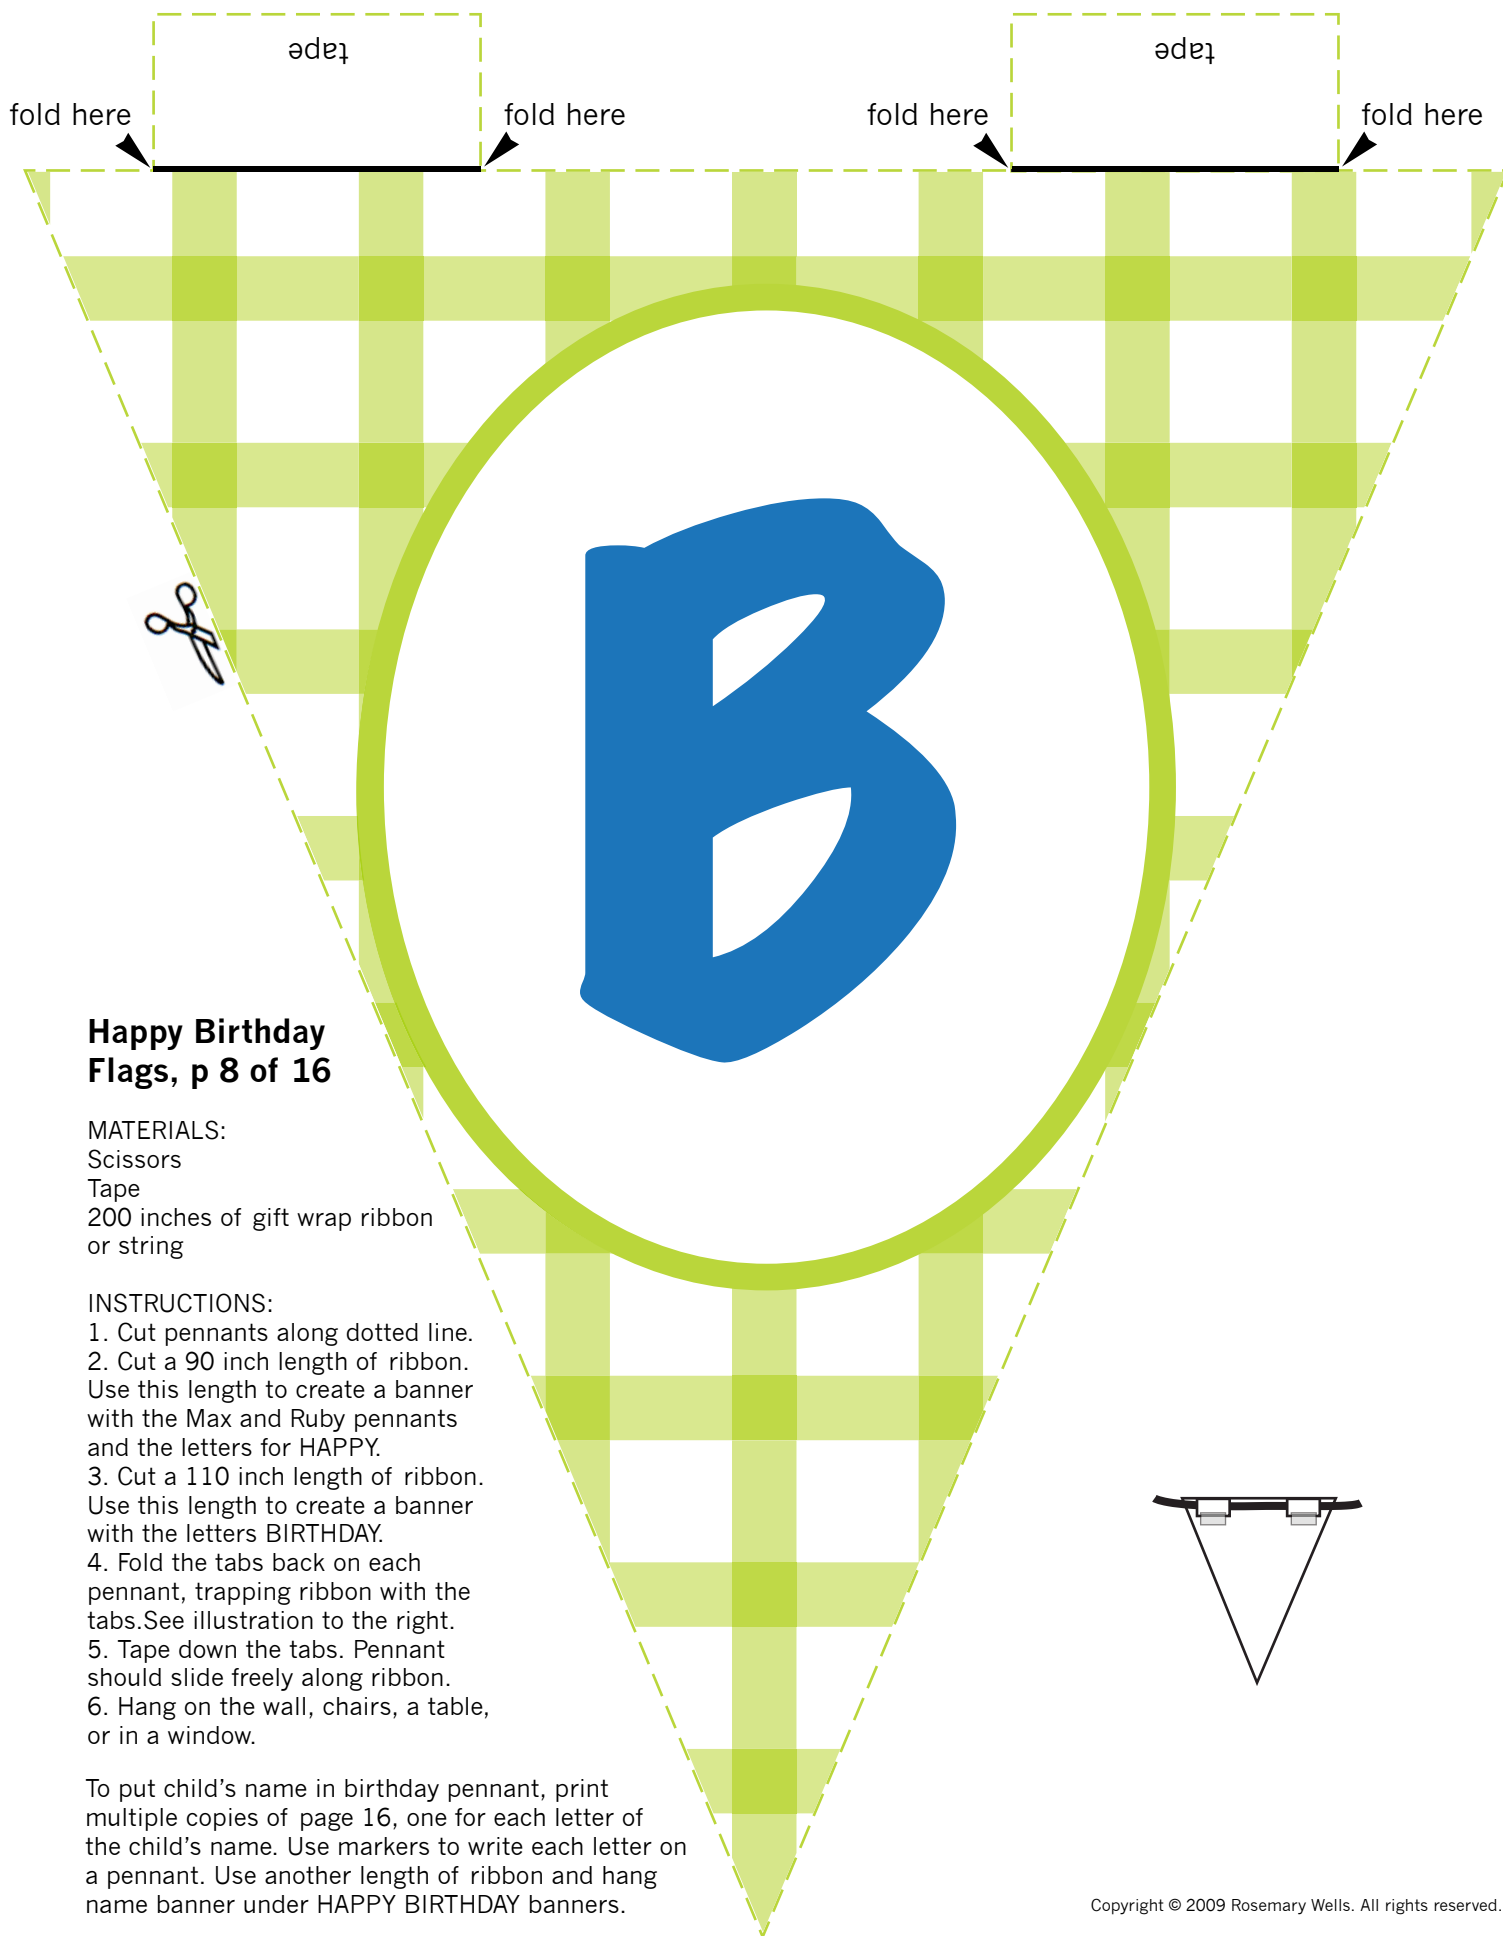 tape
tape
fold here
fold here
fold here
fold here
B
Happy Birthday
Flags, p 8 of 16
MATERIALS:
Scissors
Tape
200 inches of gift wrap ribbon
or string
INSTRUCTIONS:
1. Cut pennants along dotted line.
2. Cut a 90 inch length of ribbon.
Use this length to create a banner
with the Max and Ruby pennants
and the letters for HAPPY.
3. Cut a 110 inch length of ribbon.
Use this length to create a banner
with the letters BIRTHDAY.
4. Fold the tabs back on each
pennant, trapping ribbon with the
tabs.See illustration to the right.
5. Tape down the tabs. Pennant
should slide freely along ribbon.
6. Hang on the wall, chairs, a table,
or in a window.
To put child’s name in birthday pennant, print
multiple copies of page 16, one for each letter of
the child’s name. Use markers to write each letter on
a pennant. Use another length of ribbon and hang
name banner under HAPPY BIRTHDAY banners.
Copyright © 2009 Rosemary Wells. All rights reserved.